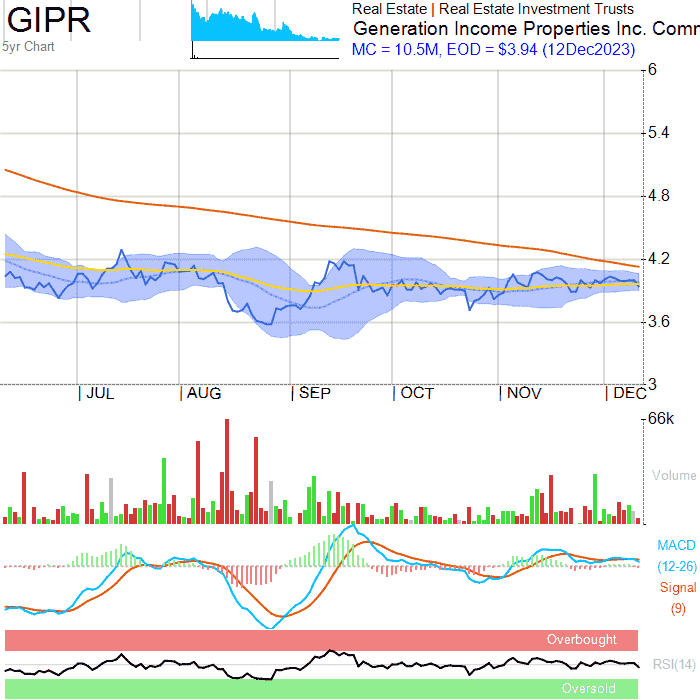 GIPR
5yr Chart
Real Estate | Real Estate Investment Trusts
Generation Income Properties Inc. Comm
MC = 10.5M, EOD = $3.94 (12Dec2023)
6
5.4
4.8
4.2
3.6
3
JUL AUG SEP OCT NOV DEC
66k
Volume
MACD
(12-26)
Signal
(9)
Overbought
RSI(14)
Oversold